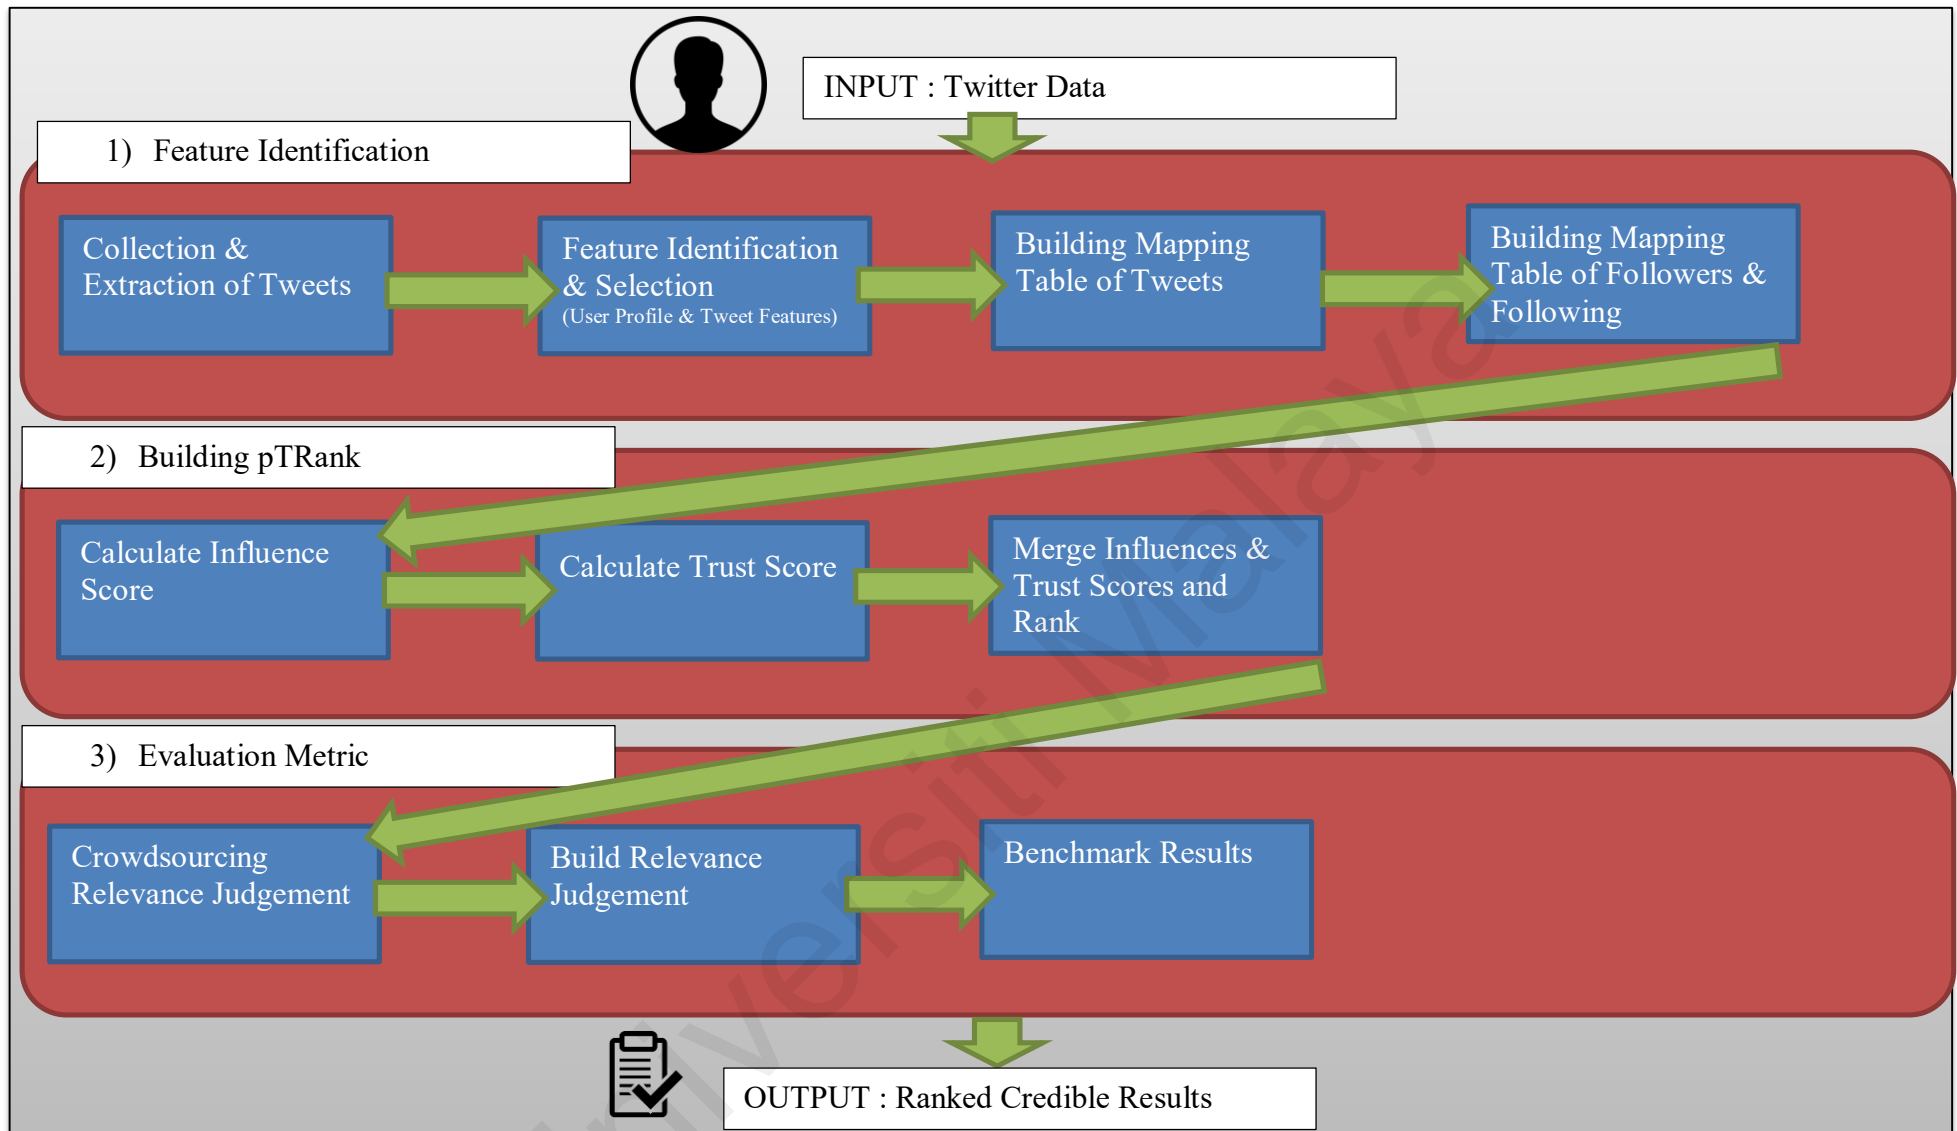 INPUT : Twitter Data
1) Feature Identification
Collection &
Extraction of Tweets
Feature Identification
& Selection
(User Profile & Tweet Features)
Building Mapping
Table of Tweets
Building Mapping
Table of Followers &
Following
2) Building pTRank
Calculate Influence
Score
Calculate Trust Score
Merge Influences &
Trust Scores and
Rank
3) Evaluation Metric
Crowdsourcing
Relevance Judgement
Build Relevance
Judgement
Benchmark Results
OUTPUT : Ranked Credible Results
Universiti Malaya